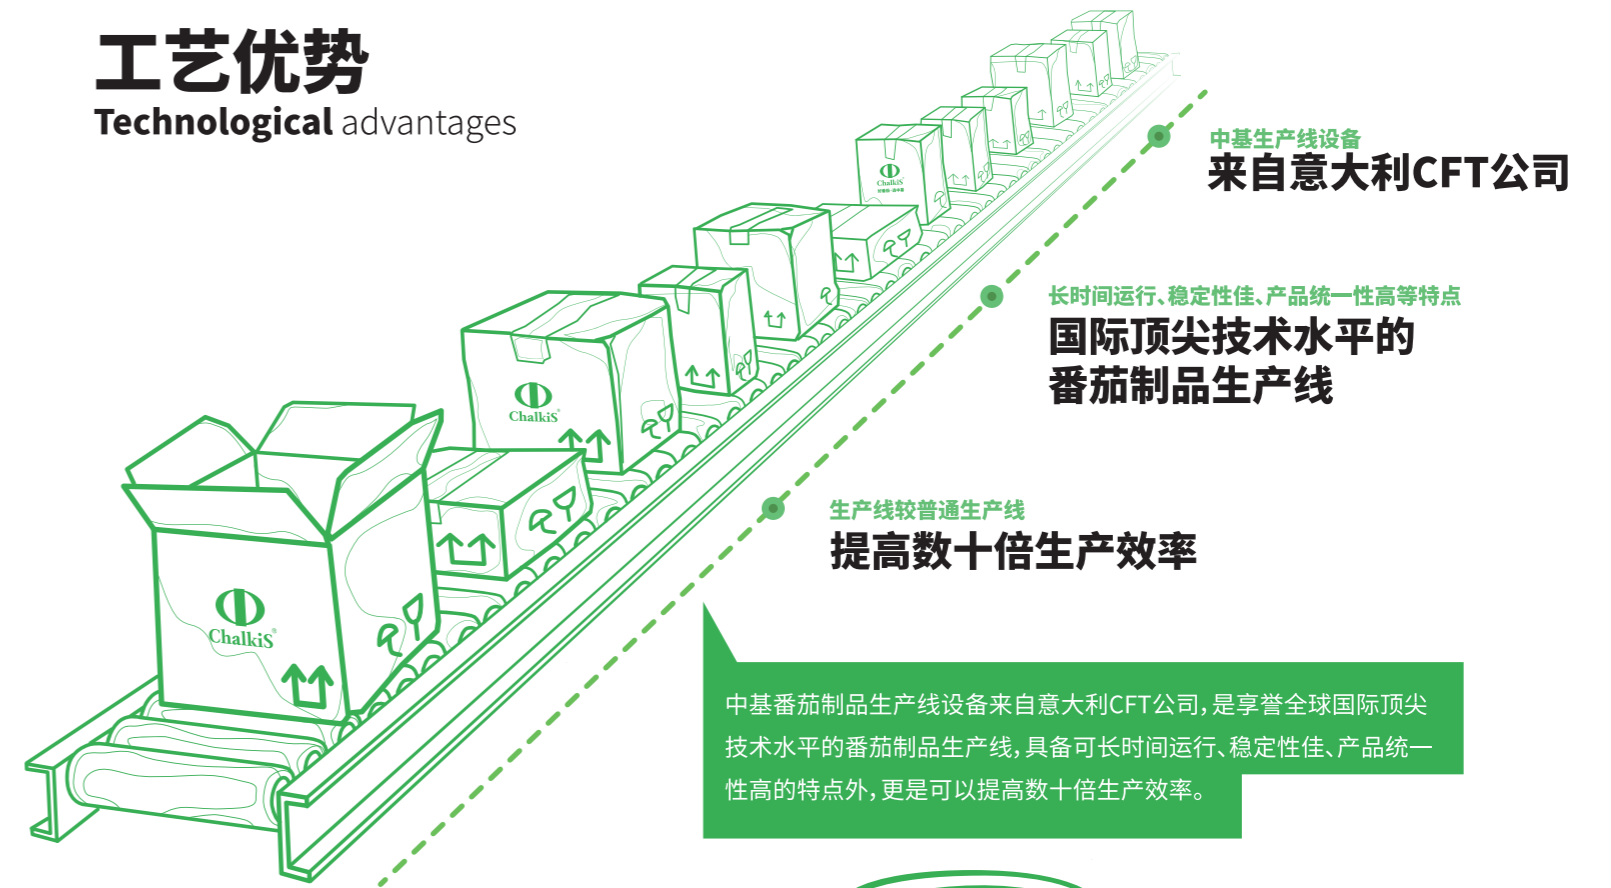 工艺优势
Technological advantages
中基生产线设备
来自意大利CFT公司
长时间运行、稳定性佳、产品统一性高等特点
国际顶尖技术水平的
番茄制品生产线
生产线较普通生产线
提高数十倍生产效率
ChalkiS
ChalkiS
ChalkiS®
中基番茄制品生产线设备来自意大利CFT公司，是享誉全球国际顶尖
技术水平的番茄制品生产线，具备可长时间运行、稳定性佳、产品统一
性高的特点外，更是可以提高数十倍生产效率。